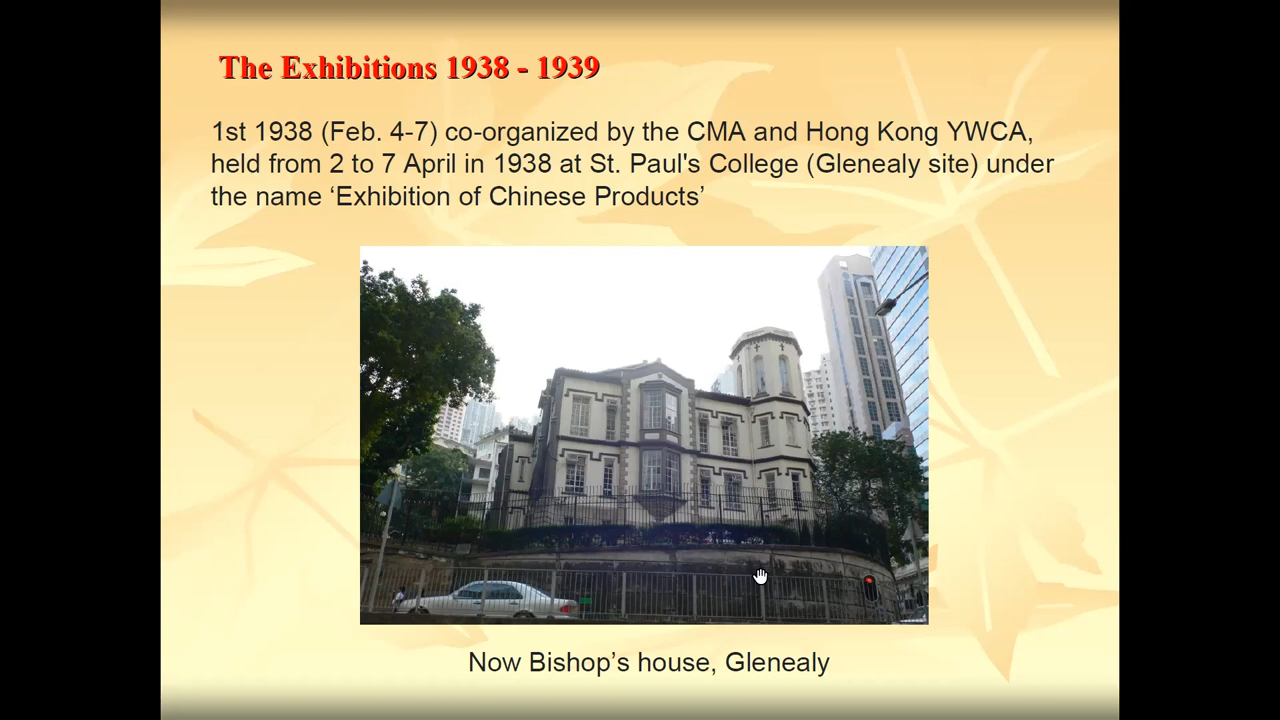 The Exhibitions 1938 - 1939
1st 1938 (Feb. 4-7) co-organized by the CMA and Hong Kong YWCA,
held from 2 to 7 April in 1938 at St. Paul's College (Glenealy site) under
the name ‘Exhibition of Chinese Products’
Now Bishop’s house, Glenealy